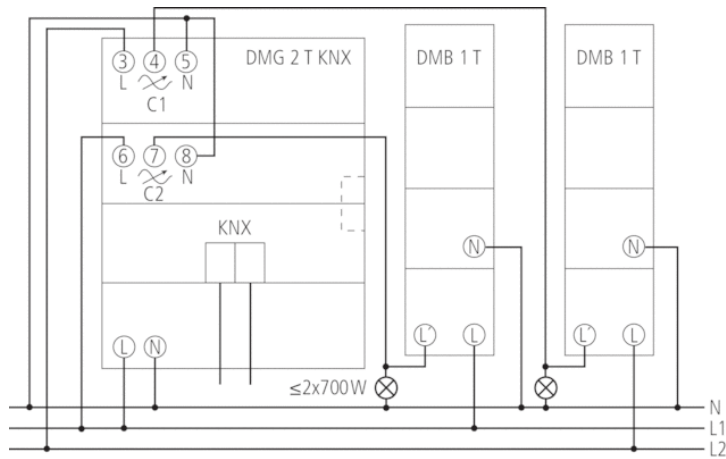 3 4 5 DMG 2 T KNX DMB 1 T DMB 1 T
L N
C1
6 7 8
L N
C2
KNX
N N
L N L´ L L´ L
≤2x700W
N
L1
L2